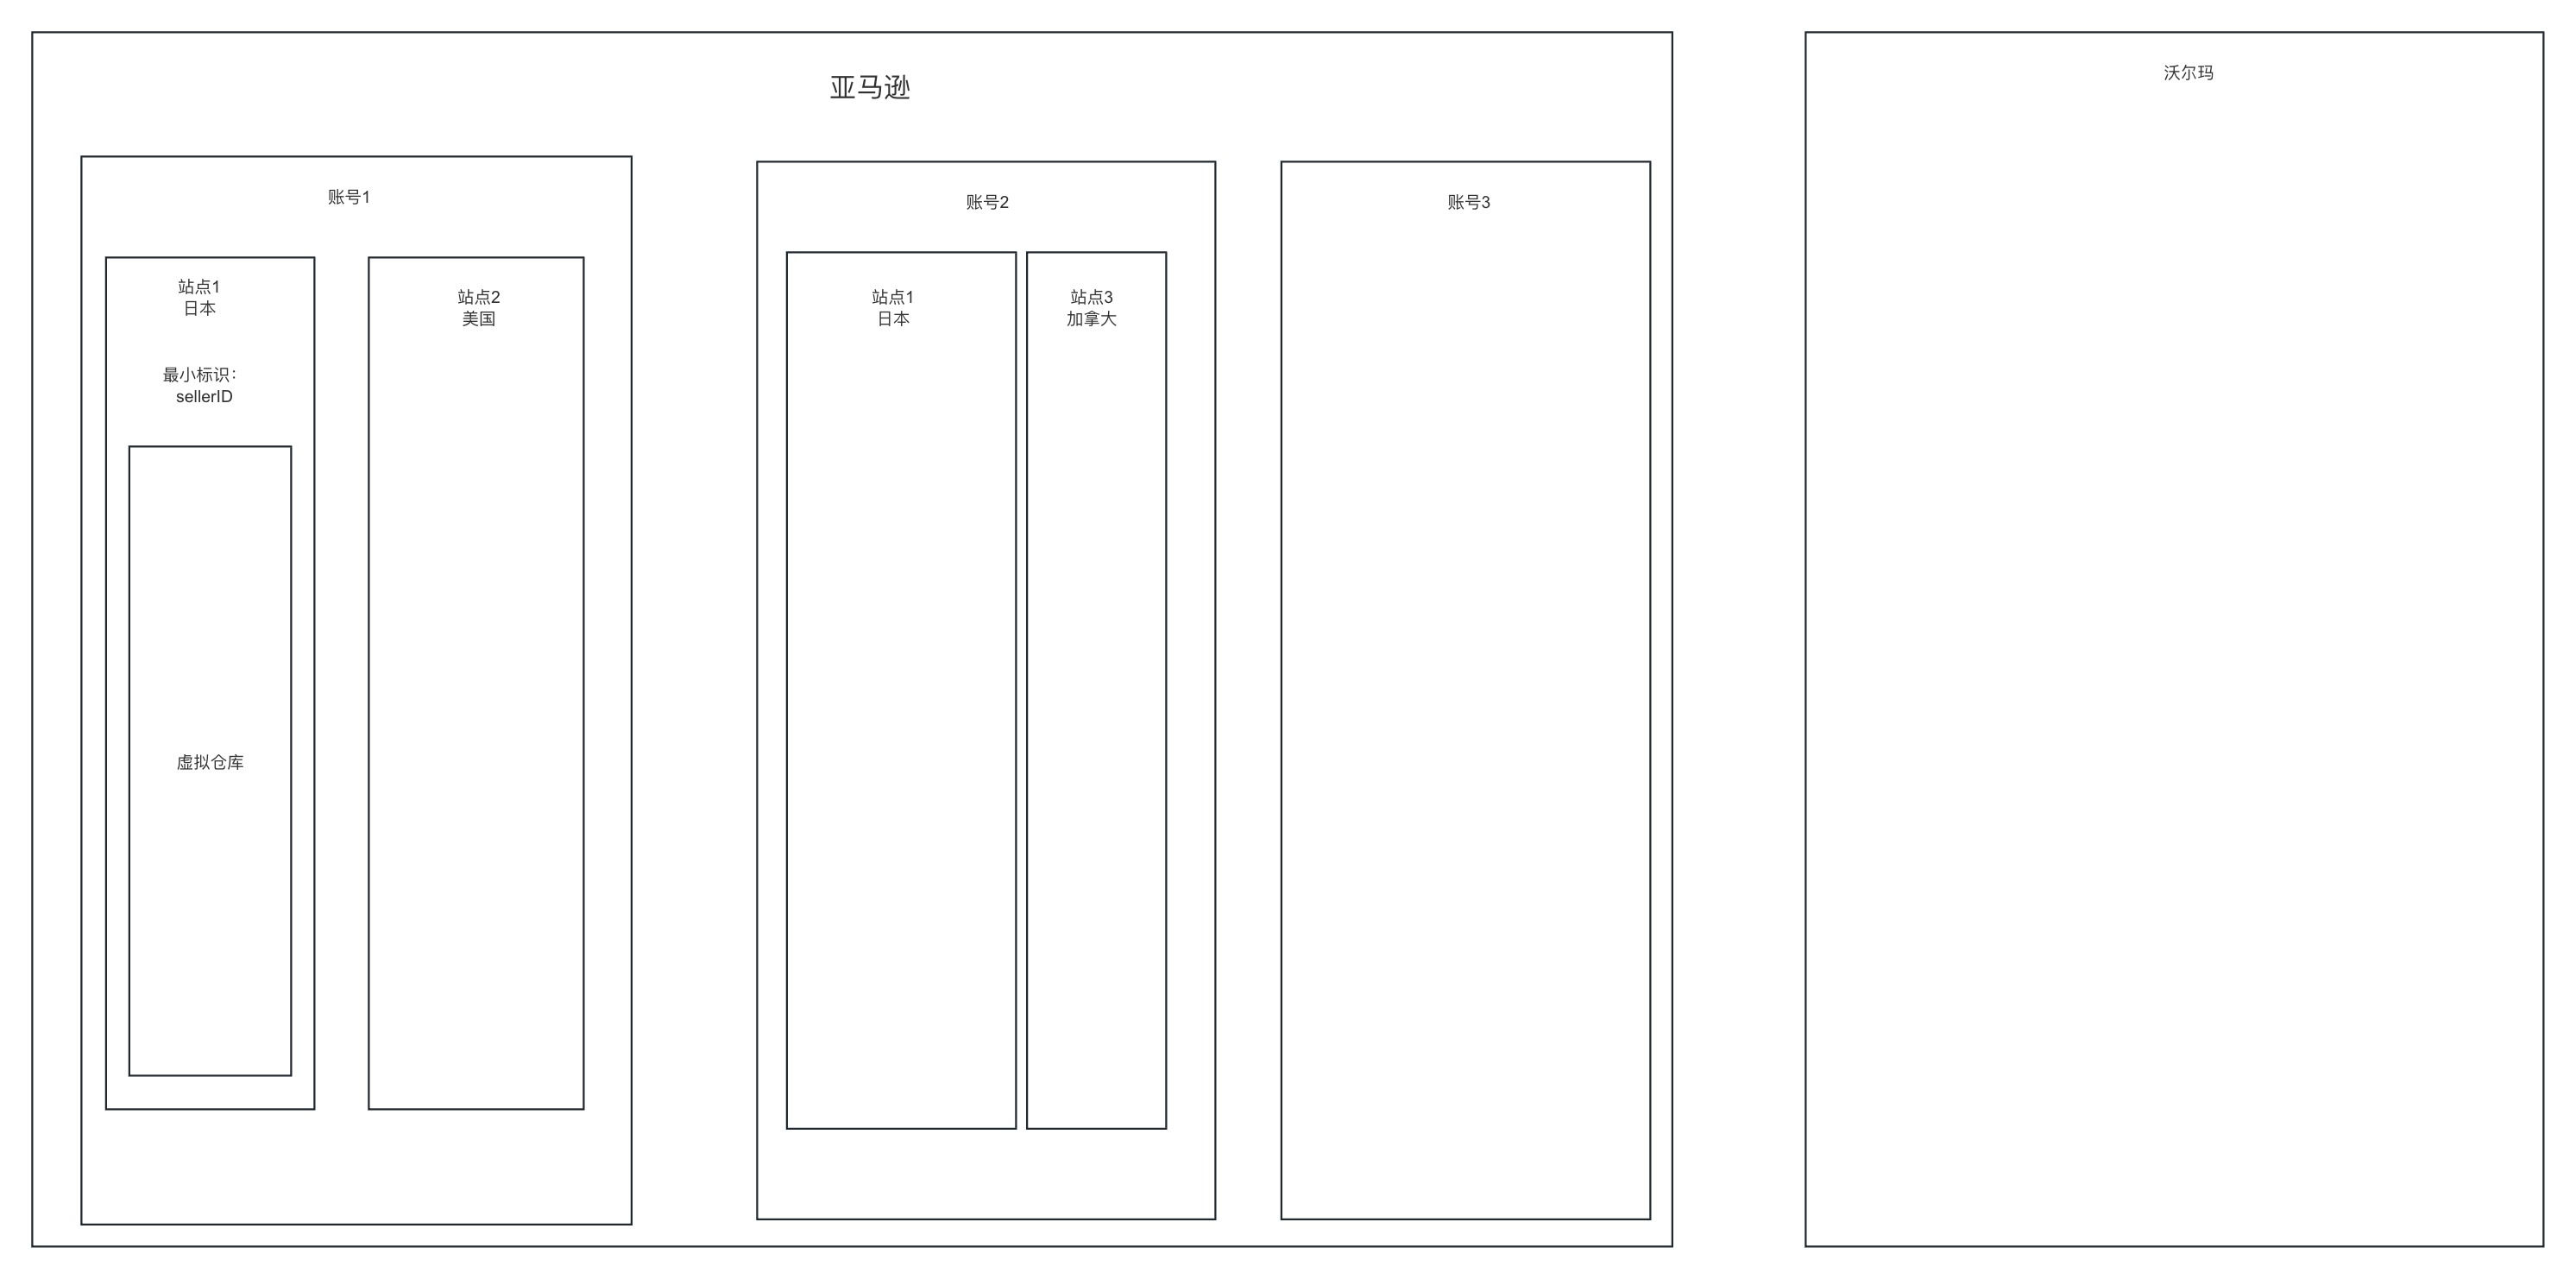 亚马逊
沃尔玛
账号1
账号2
账号3
站点1
日本
站点2
美国
站点1
日本
站点3
加拿大
最小标识：
sellerID
虚拟仓库